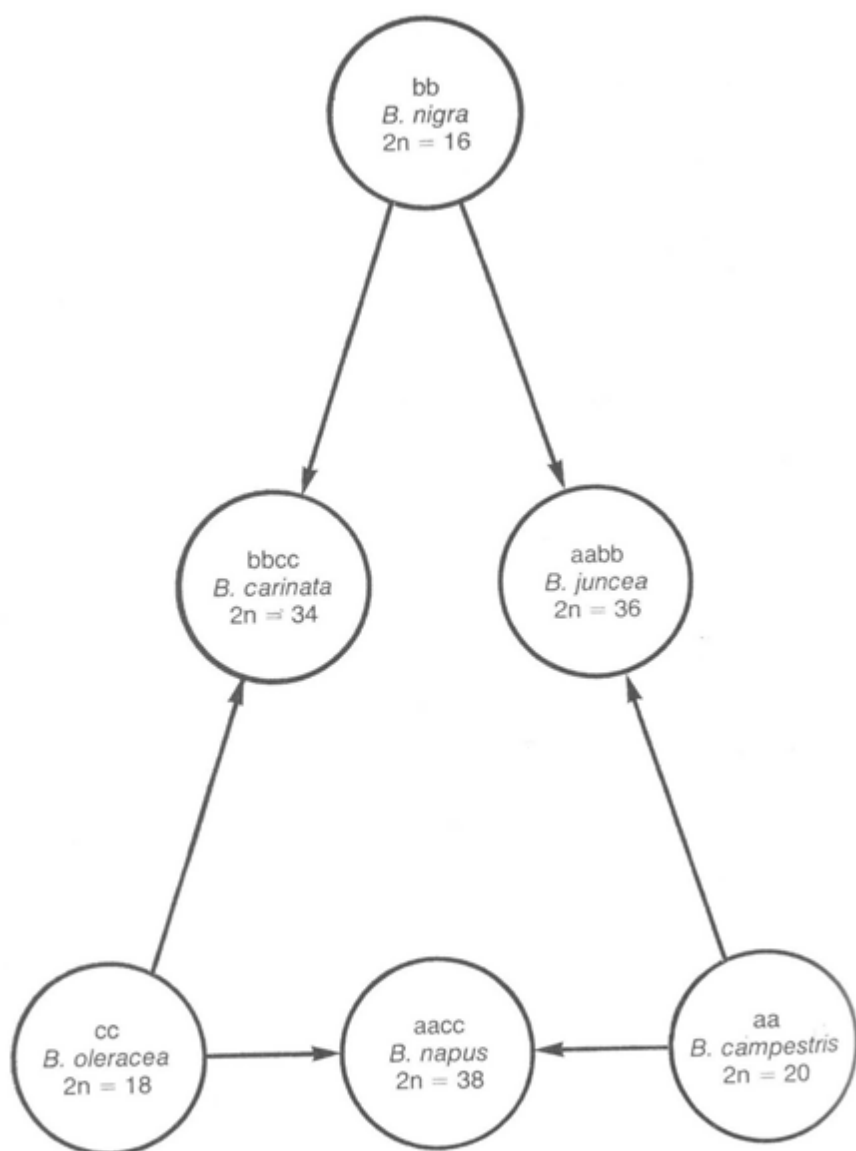 bb
B. nigra
2n = 16
bbcc
B. carinata
2n = 34
aabb
B. juncea
2n = 36
cc
B. oleracea
2n = 18
aacc
B. napus
2n = 38
aa
B. campestris
2n = 20